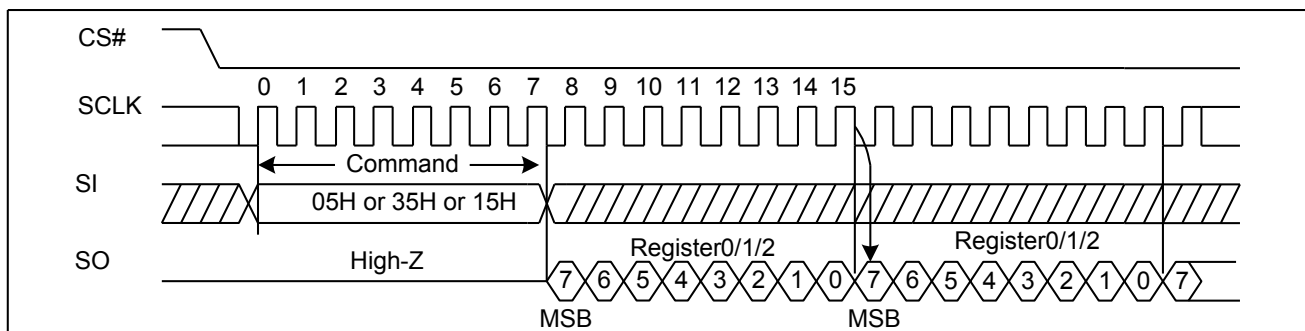 CS#
0 1 2 3 4 5 6 7 8 9 10 11 12 13 14 15
SCLK
Command
SI
05H or 35H or 15H
Register0/1/2 Register0/1/2
SO
High-Z
7 6 5 4 3 2 1 0 7 6 5 4 3 2 1 0 7
MSB MSB